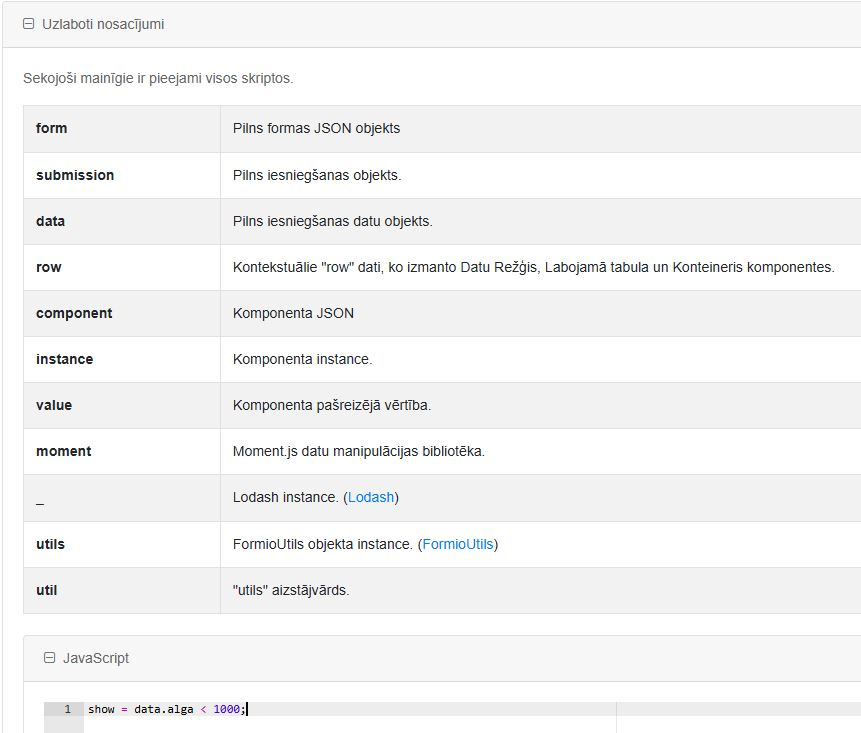 Uzlaboti nosacījumi
Sekojoši mainīgie ir pieejami visos skriptos.
form Pilns formas JSON objekts
submission Pilns iesniegšanas objekts.
data Pilns iesniegšanas datu objekts.
row Kontekstuālie "row" dati, ko izmanto Datu Režģis, Labojamā tabula un Konteineris komponentes.
component Komponenta JSON
instance Komponenta instance.
value Komponenta pašreizējā vērtība.
moment Moment.js datu manipulācijas bibliotēka.
_ Lodash instance. (Lodash)
utils FormioUtils objekta instance. (FormioUtils)
util "utils" aizstājvārds.
JavaScript
1 show = data.alga < 1000;